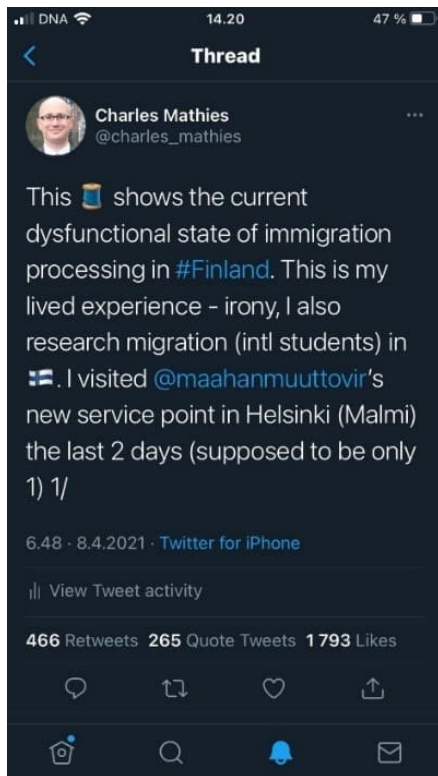 DNA 14.20 47 %
Thread
Charles Mathies
@charles_mathies
This 🧵 shows the current
dysfunctional state of immigration
processing in #Finland. This is my
lived experience - irony, I also
research migration (intl students) in
🇫🇮. I visited @maahanmuuttovir's
new service point in Helsinki (Malmi)
the last 2 days (supposed to be only
1) 1/
6.48 · 8.4.2021 · Twitter for iPhone
View Tweet activity
466 Retweets 265 Quote Tweets 1 793 Likes